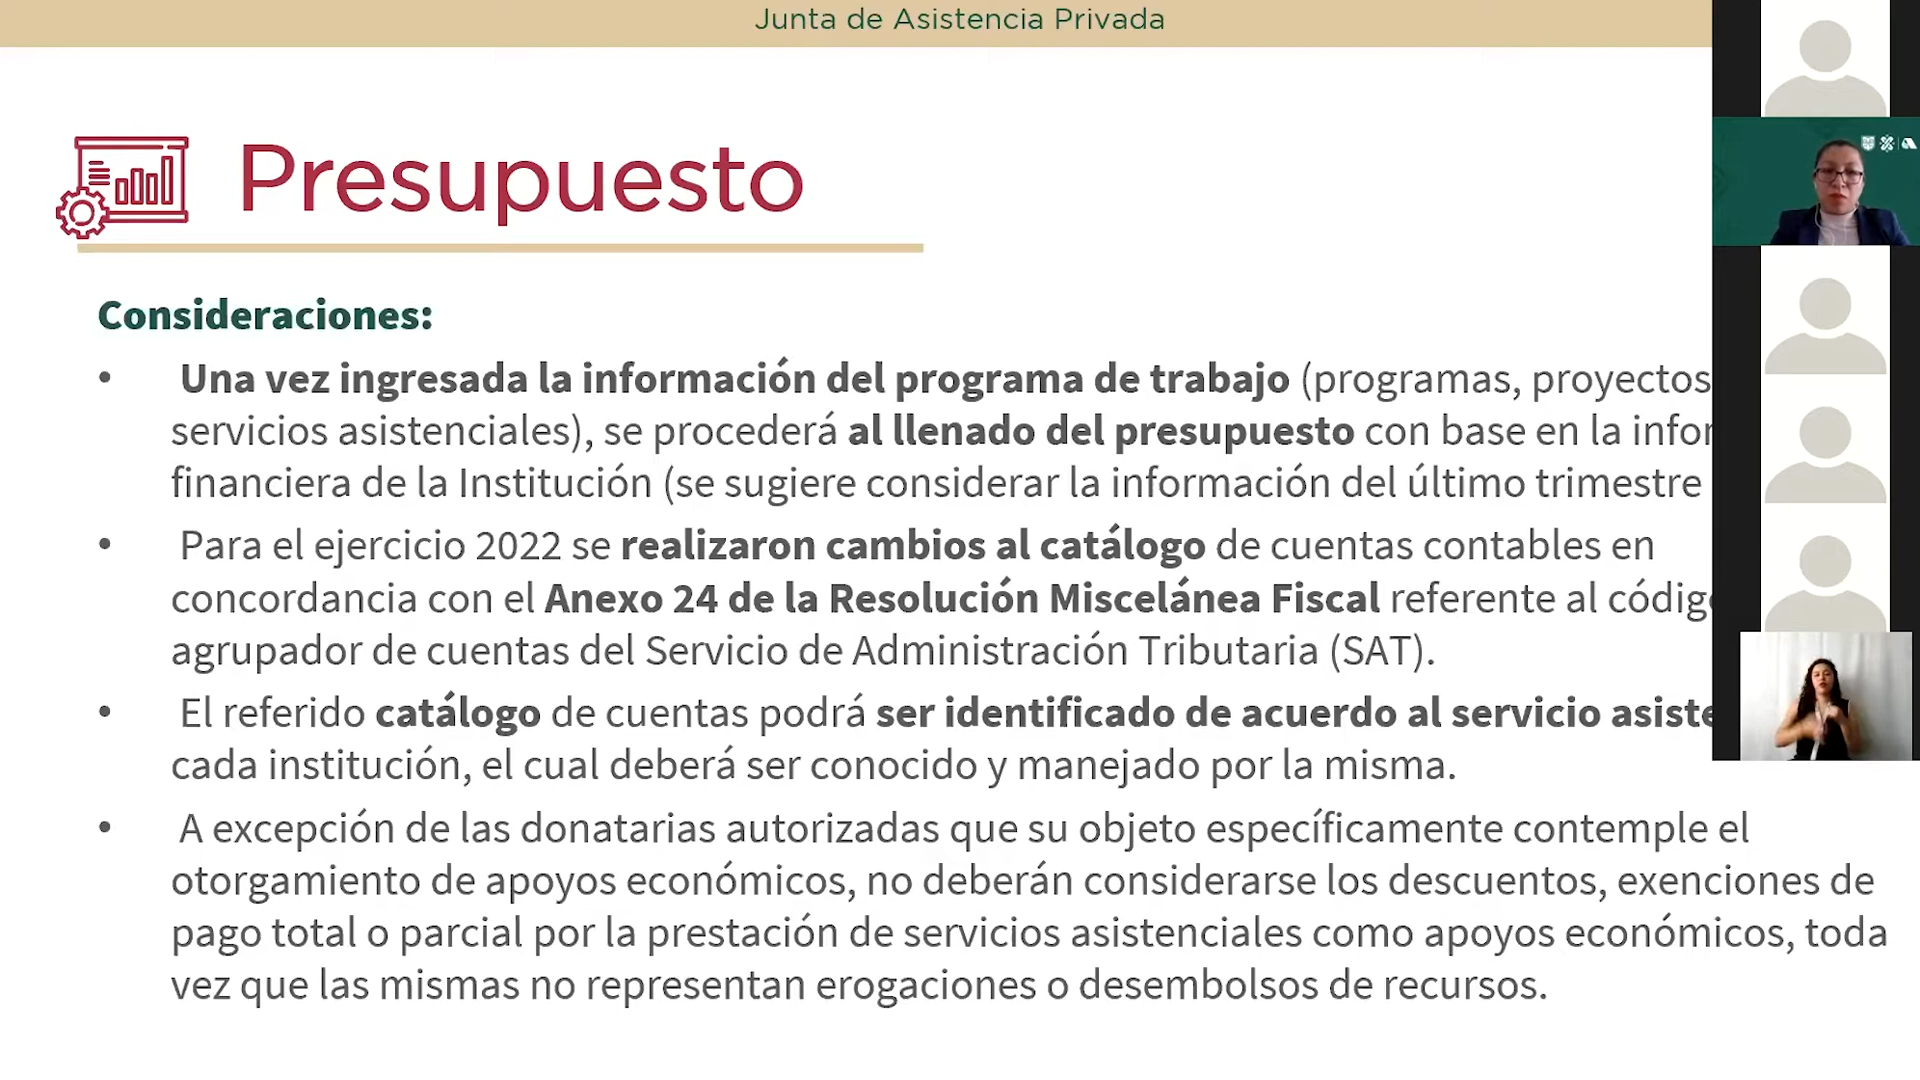 Junta de Asistencia Privada
Presupuesto
Consideraciones:
• Una vez ingresada la información del programa de trabajo (programas, proyectos
servicios asistenciales), se procederá al llenado del presupuesto con base en la
financiera de la Institución (se sugiere considerar la información del último trimestre
• Para el ejercicio 2022 se realizaron cambios al catálogo de cuentas contables en
concordancia con el Anexo 24 de la Resolución Miscelánea Fiscal referente al
agrupador de cuentas del Servicio de Administración Tributaria (SAT).
• El referido catálogo de cuentas podrá ser identificado de acuerdo al servicio
cada institución, el cual deberá ser conocido y manejado por la misma.
• A excepción de las donatarias autorizadas que su objeto específicamente contemple el
otorgamiento de apoyos económicos, no deberán considerarse los descuentos, exenciones de
pago total o parcial por la prestación de servicios asistenciales como apoyos económicos, toda
vez que las mismas no representan erogaciones o desembolsos de recursos.